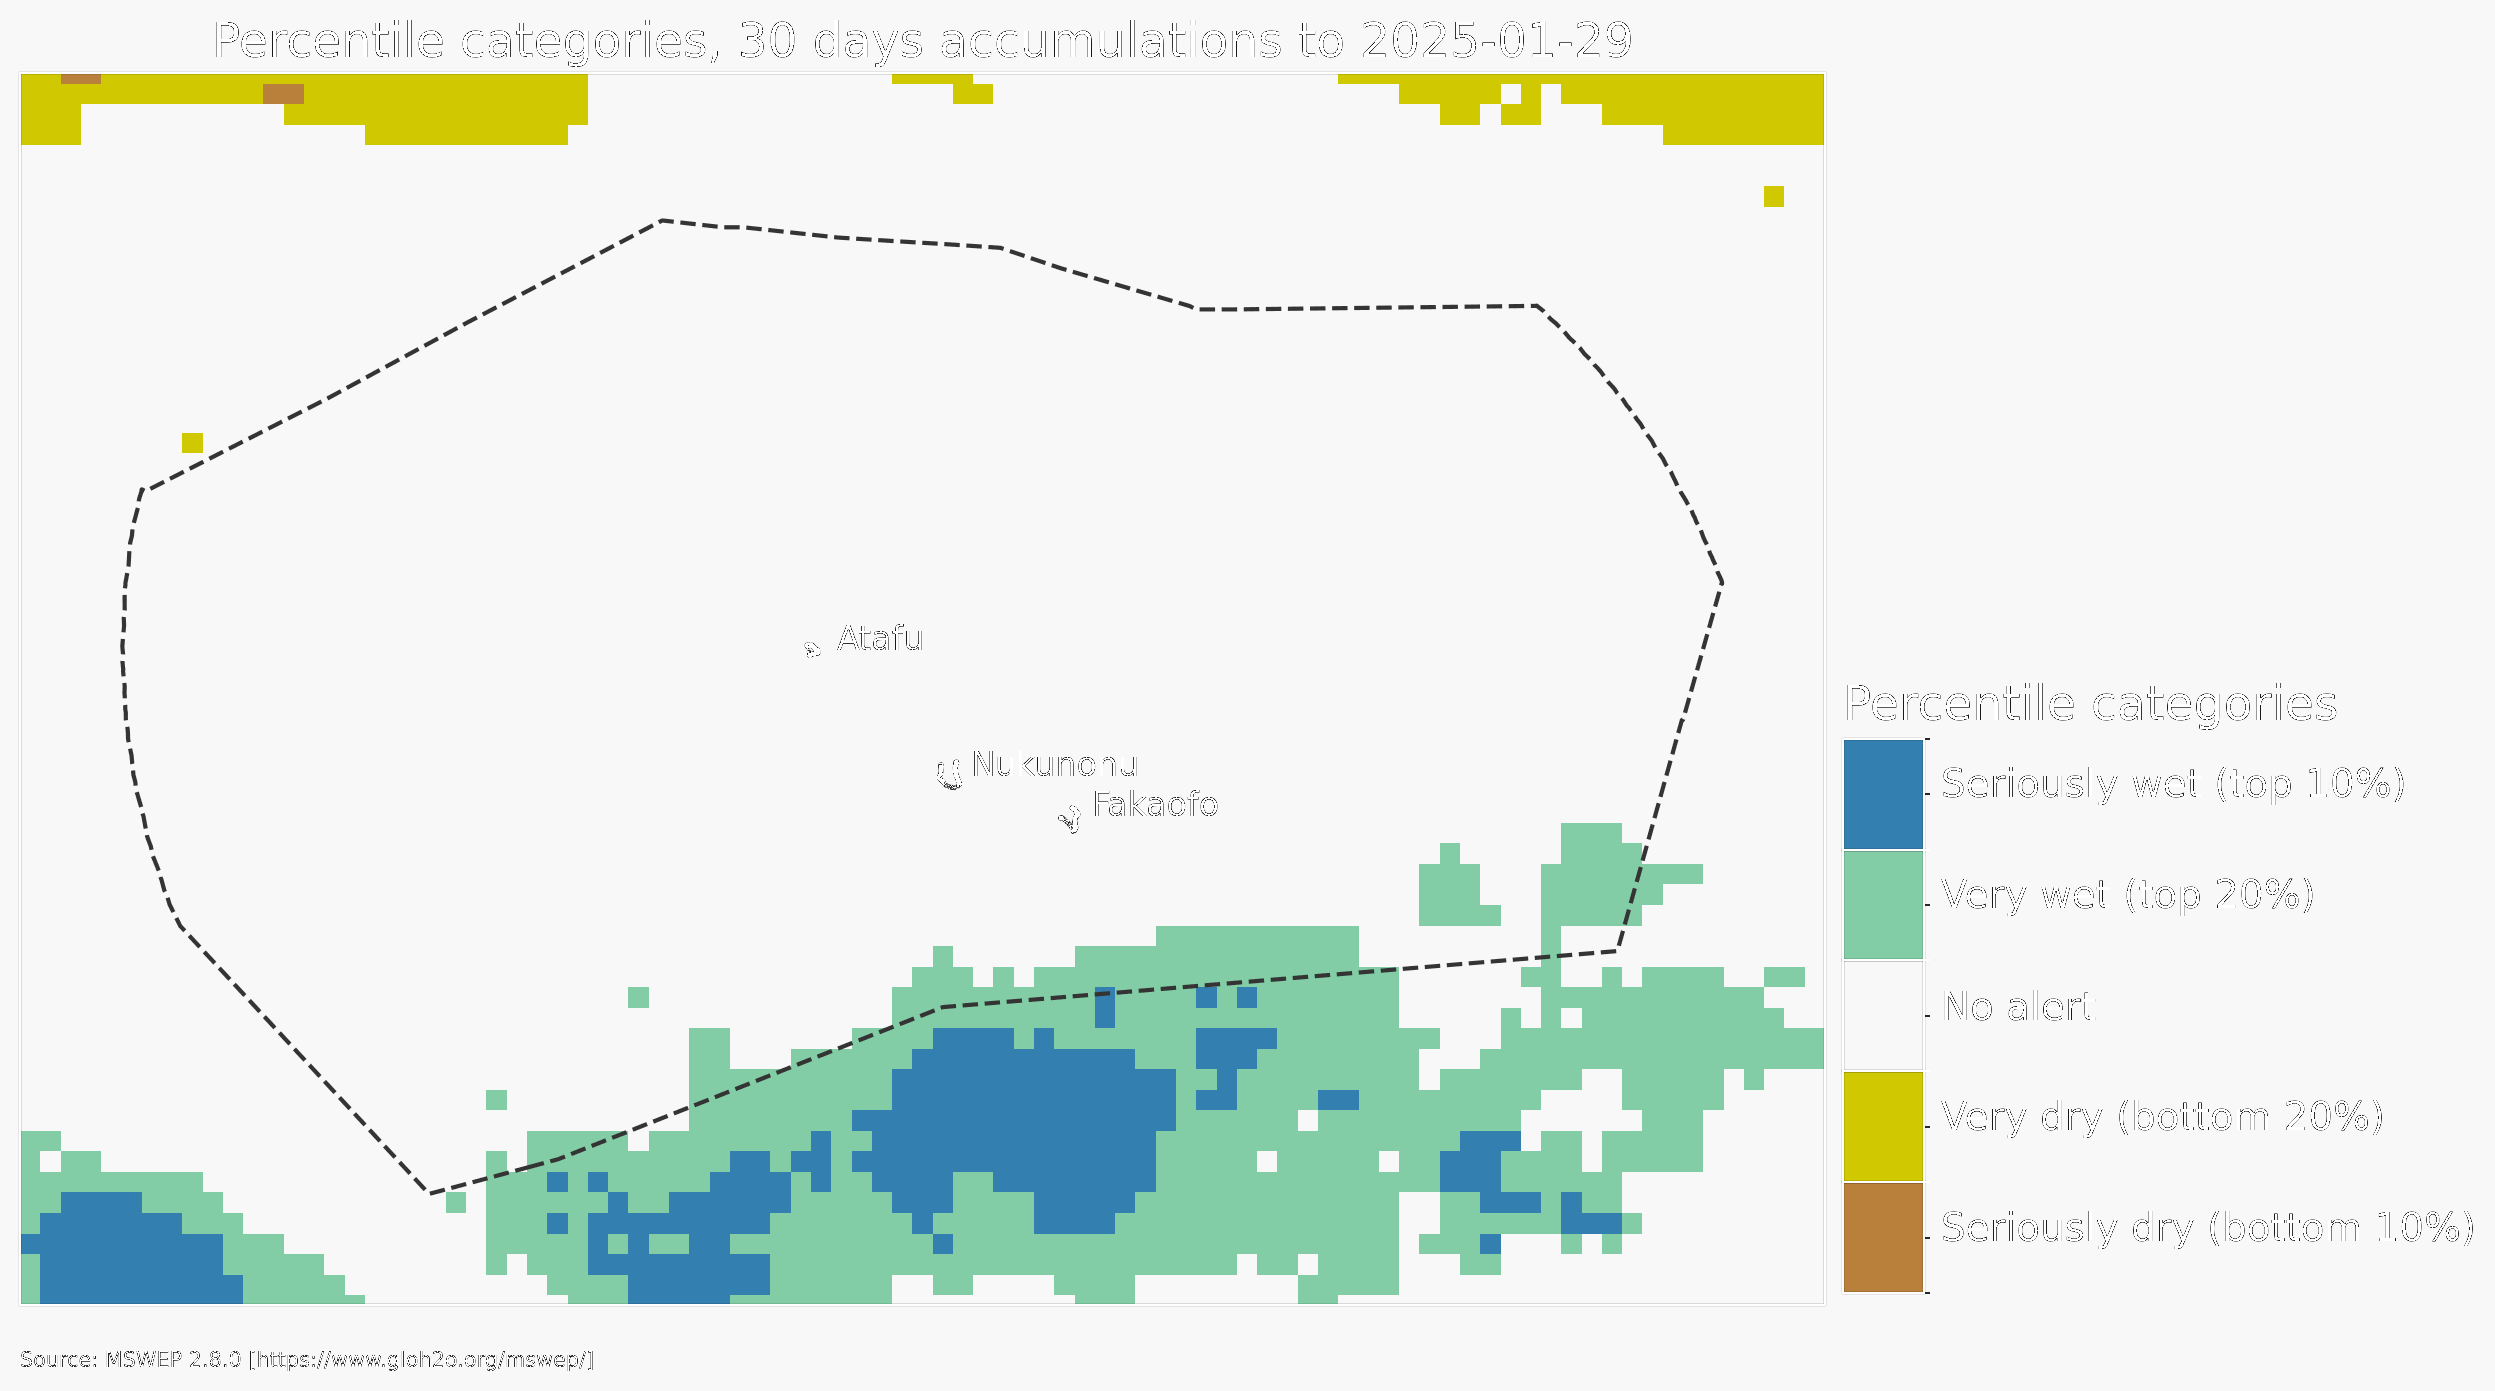 Percentile categories, 30 days accumulations to 2025-01-29
Atafu
Nukunonu
Fakaofo
Percentile categories
Seriously wet (top 10%)
Very wet (top 20%)
No alert
Very dry (bottom 20%)
Seriously dry (bottom 10%)
Source: MSWEP 2.8.0 [https://www.gloh2o.org/mswep/]